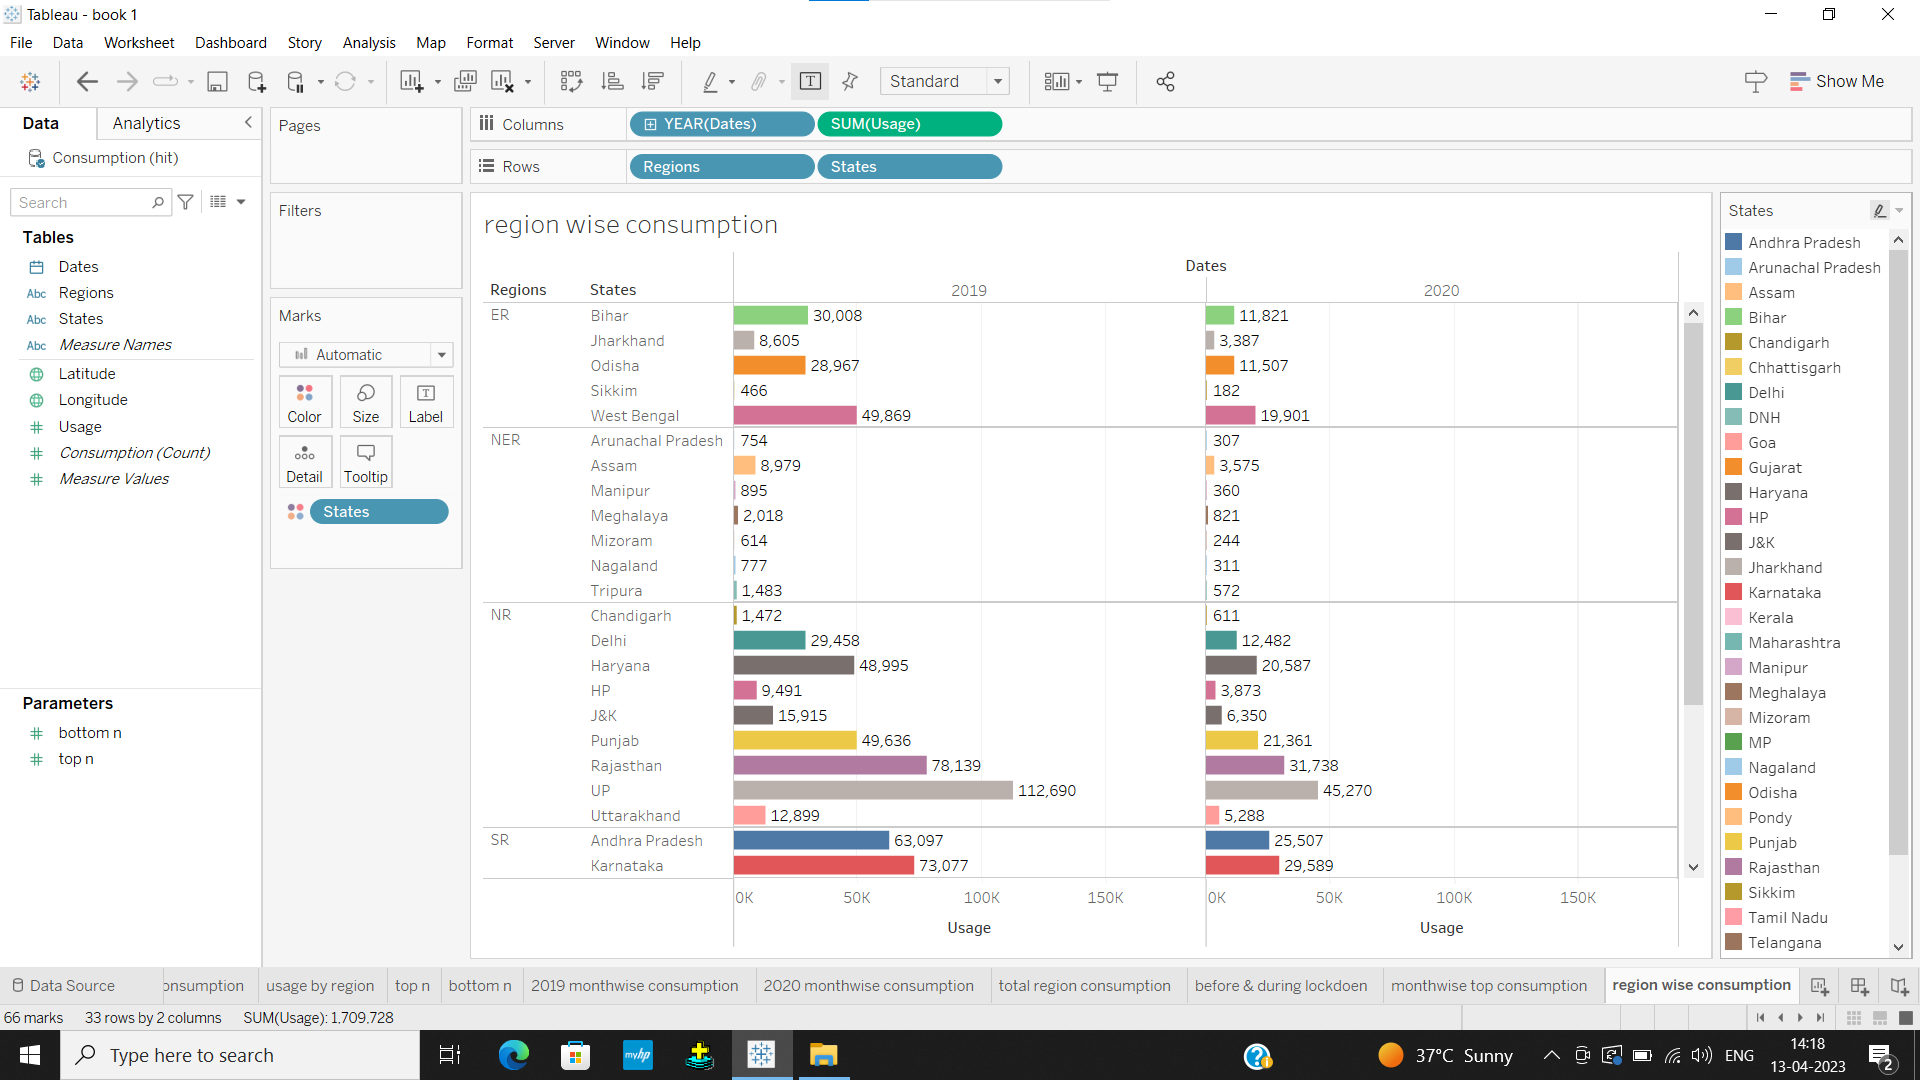 Tableau - book 1
File Data Worksheet Dashboard Story Analysis Map Format Server Window Help
Standard
Show Me
Data Analytics
Consumption (hit)
Search
Tables
Dates
Abc Regions
Abc States
Abc Measure Names
Latitude
Longitude
# Usage
# Consumption (Count)
# Measure Values
Parameters
# bottom n
# top n
Pages
Filters
Marks
Automatic
Color Size Label
Detail Tooltip
States
Columns YEAR(Dates) SUM(Usage)
Rows Regions States
region wise consumption
Dates
Regions States 2019 2020
ER Bihar 30,008 11,821
Jharkhand 8,605 3,387
Odisha 28,967 11,507
Sikkim 466 182
West Bengal 49,869 19,901
NER Arunachal Pradesh 754 307
Assam 8,979 3,575
Manipur 895 360
Meghalaya 2,018 821
Mizoram 614 244
Nagaland 777 311
Tripura 1,483 572
NR Chandigarh 1,472 611
Delhi 29,458 12,482
Haryana 48,995 20,587
HP 9,491 3,873
J&K 15,915 6,350
Punjab 49,636 21,361
Rajasthan 78,139 31,738
UP 112,690 45,270
Uttarakhand 12,899 5,288
SR Andhra Pradesh 63,097 25,507
Karnataka 73,077 29,589
0K 50K 100K 150K 0K 50K 100K 150K
Usage Usage
States
Andhra Pradesh
Arunachal Pradesh
Assam
Bihar
Chandigarh
Chhattisgarh
Delhi
DNH
Goa
Gujarat
Haryana
HP
J&K
Jharkhand
Karnataka
Kerala
Maharashtra
Manipur
Meghalaya
Mizoram
MP
Nagaland
Odisha
Pondy
Punjab
Rajasthan
Sikkim
Tamil Nadu
Telangana
Data Source onsumption usage by region top n bottom n 2019 monthwise consumption 2020 monthwise consumption total region consumption before & during lockdoen monthwise top consumption region wise consumption
66 marks 33 rows by 2 columns SUM(Usage): 1,709,728
Type here to search
myhp
37°C Sunny
ENG
14:18
13-04-2023
2